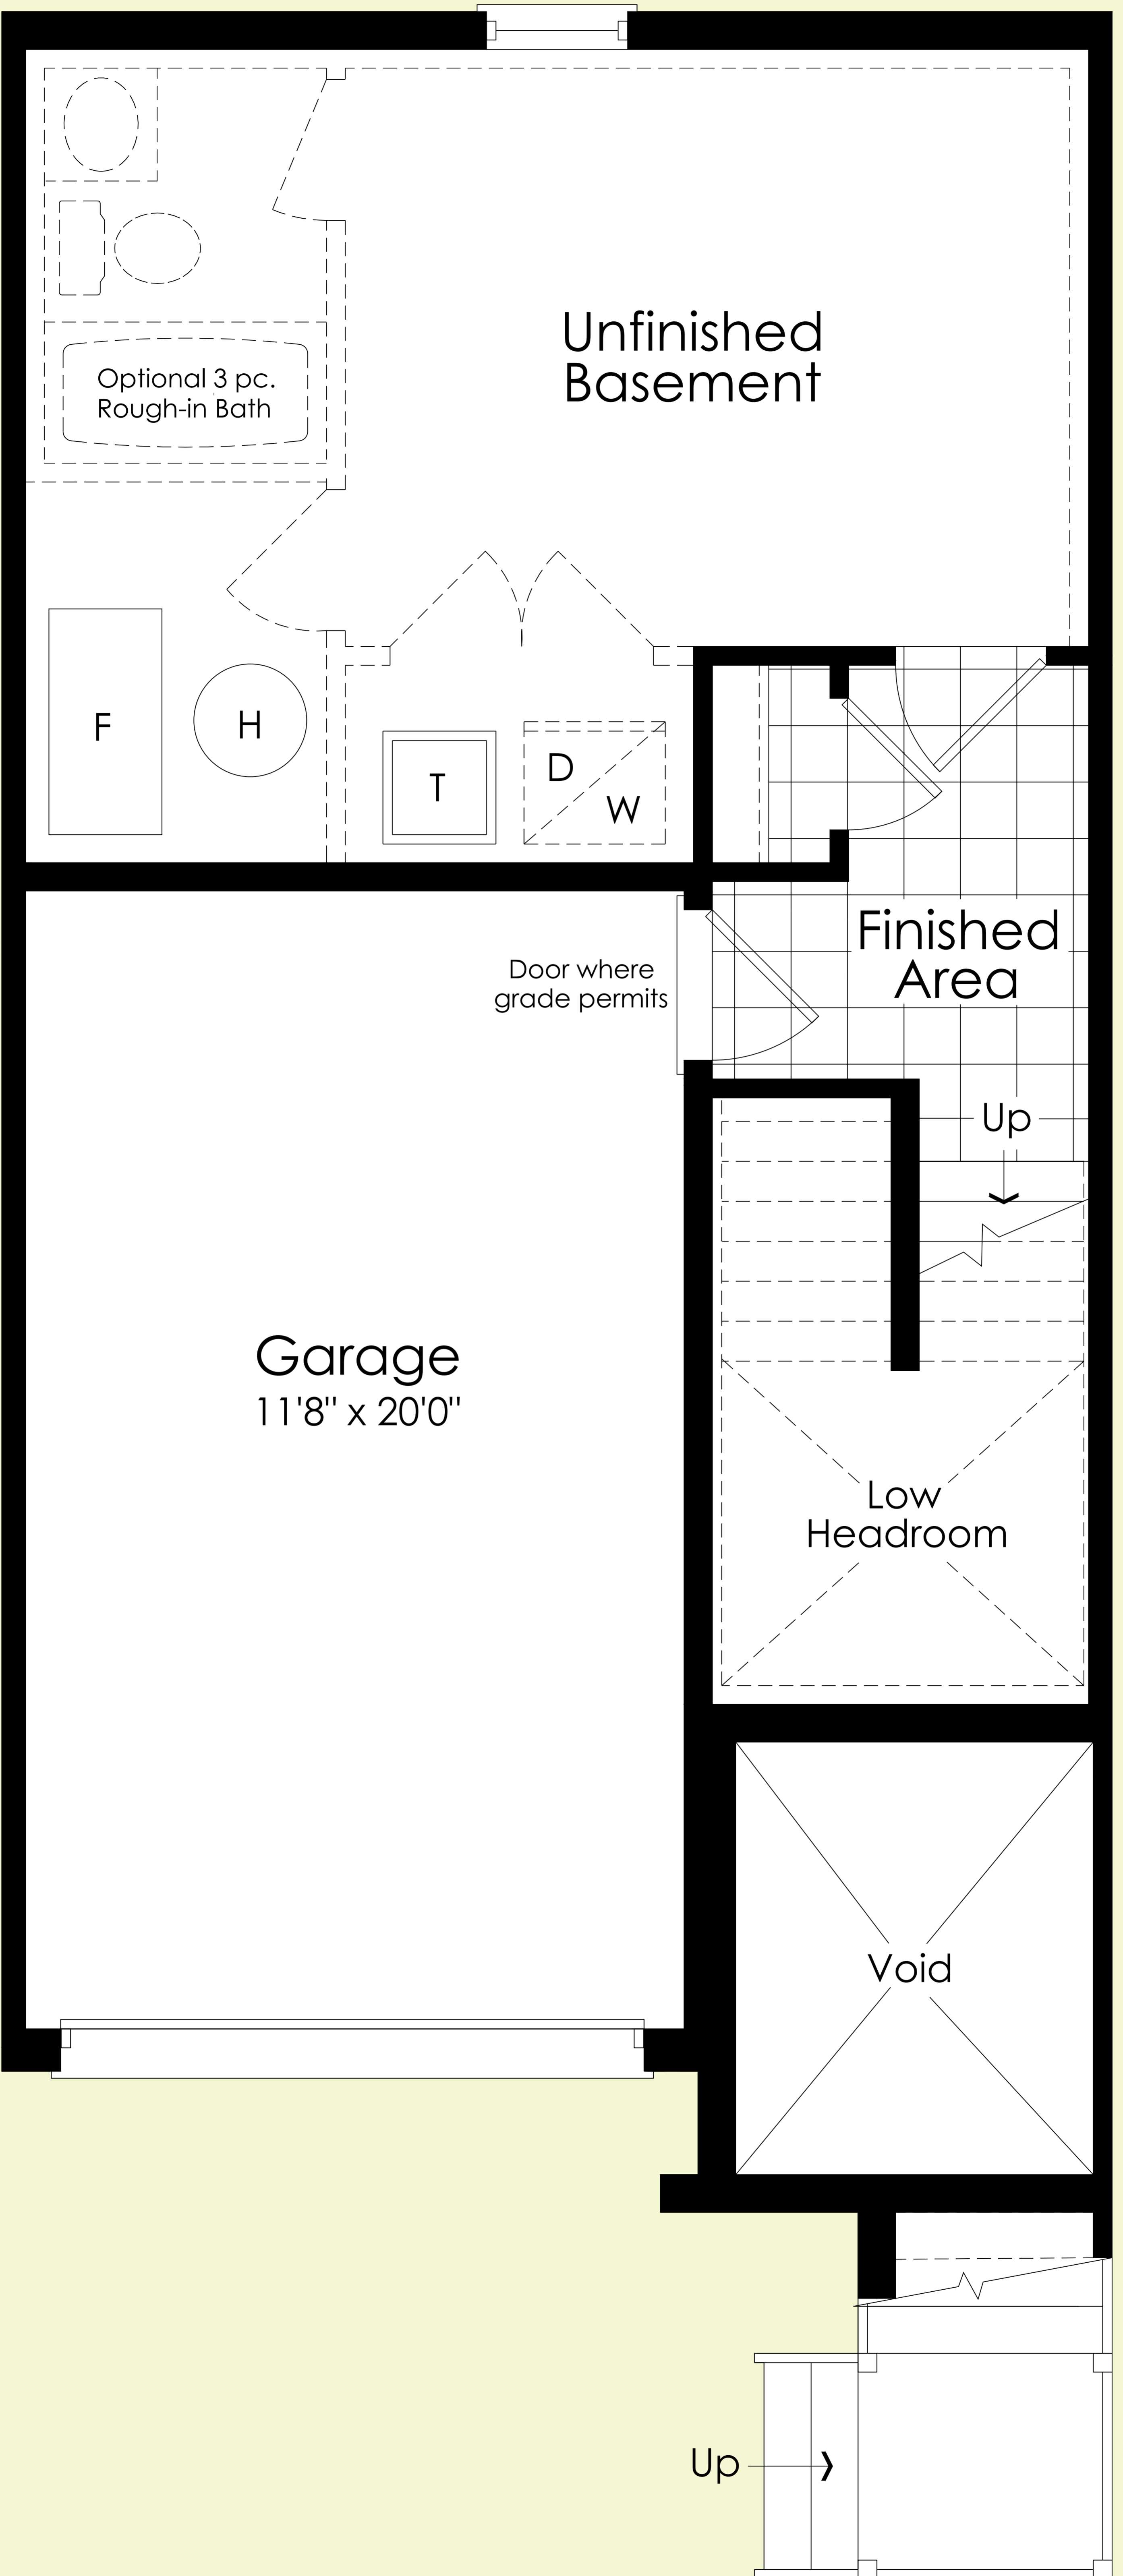 Unfinished
Basement
Optional 3 pc.
Rough-in Bath
F
H
T
D
W
Finished
Area
Door where
grade permits
Up
Garage
11'8" x 20'0"
Low
Headroom
Void
Up